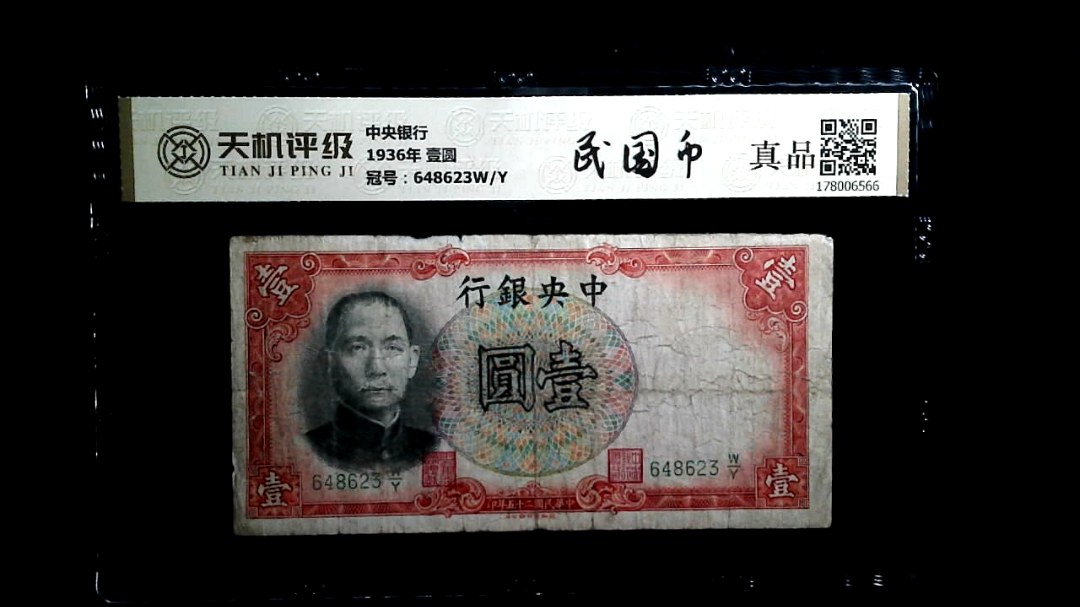 天机评级
TIAN JI PING JI
中央银行
1936年 壹圆
冠号：648623W/Y
民国币
真品
178006566
壹
壹
行銀央中
圓壹
648623 W/Y
648623 W/Y
壹
壹